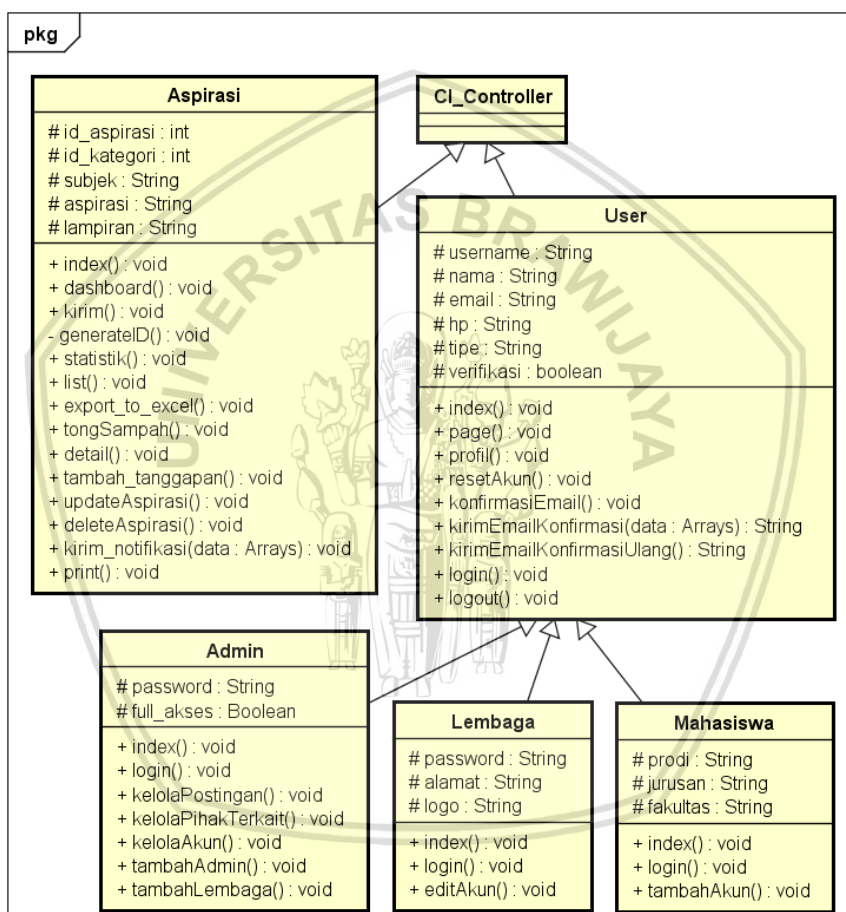 pkg
Aspirasi
# id_aspirasi : int
# id_kategori : int
# subjek : String
# aspirasi : String
# lampiran : String
+ index() : void
+ dashboard() : void
+ kirim() : void
- generateID() : void
+ statistik() : void
+ list() : void
+ export_to_excel() : void
+ tongSampah() : void
+ detail() : void
+ tambah_tanggapan() : void
+ updateAspirasi() : void
+ deleteAspirasi() : void
+ kirim_notifikasi(data : Arrays) : void
+ print() : void
CI_Controller
User
# username : String
# nama : String
# email : String
# hp : String
# tipe : String
# verifikasi : boolean
+ index() : void
+ page() : void
+ profil() : void
+ resetAkun() : void
+ konfirmasiEmail() : void
+ kirimEmailKonfirmasi(data : Arrays) : String
+ kirimEmailKonfirmasiUlang() : String
+ login() : void
+ logout() : void
Admin
# password : String
# full_akses : Boolean
+ index() : void
+ login() : void
+ kelolaPostingan() : void
+ kelolaPihakTerkait() : void
+ kelolaAkun() : void
+ tambahAdmin() : void
+ tambahLembaga() : void
Lembaga
# password : String
# alamat : String
# logo : String
+ index() : void
+ login() : void
+ editAkun() : void
Mahasiswa
# prodi : String
# jurusan : String
# fakultas : String
+ index() : void
+ login() : void
+ tambahAkun() : void
UNIVERSITAS BRAWIJAYA